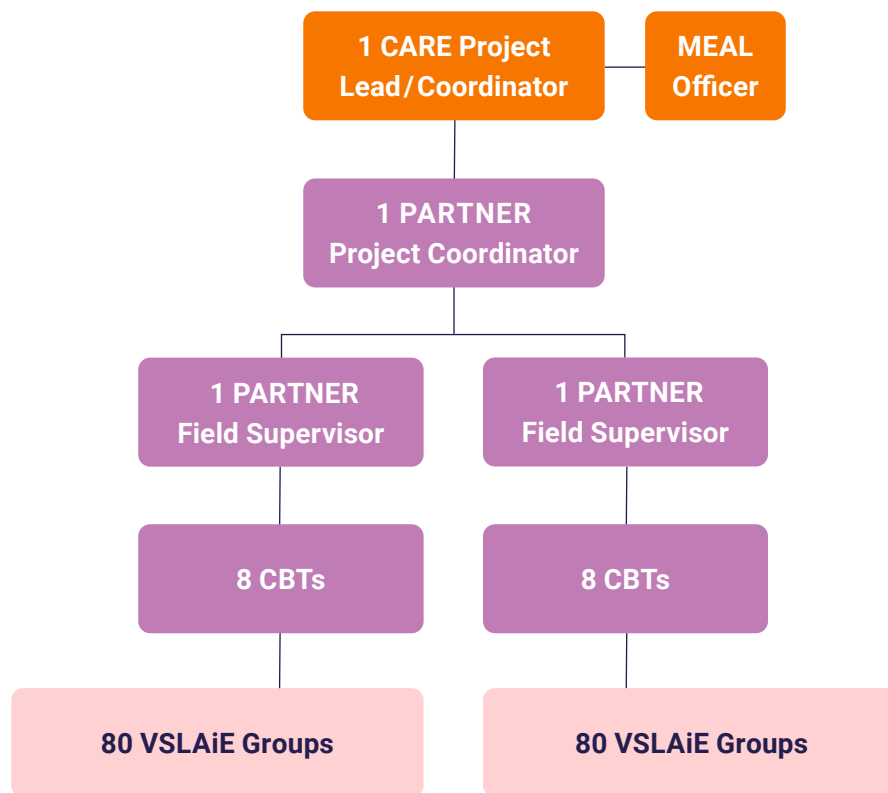 1 CARE Project
Lead/Coordinator
MEAL
Officer
1 PARTNER
Project Coordinator
1 PARTNER
Field Supervisor
1 PARTNER
Field Supervisor
8 CBTs
8 CBTs
80 VSLAiE Groups
80 VSLAiE Groups